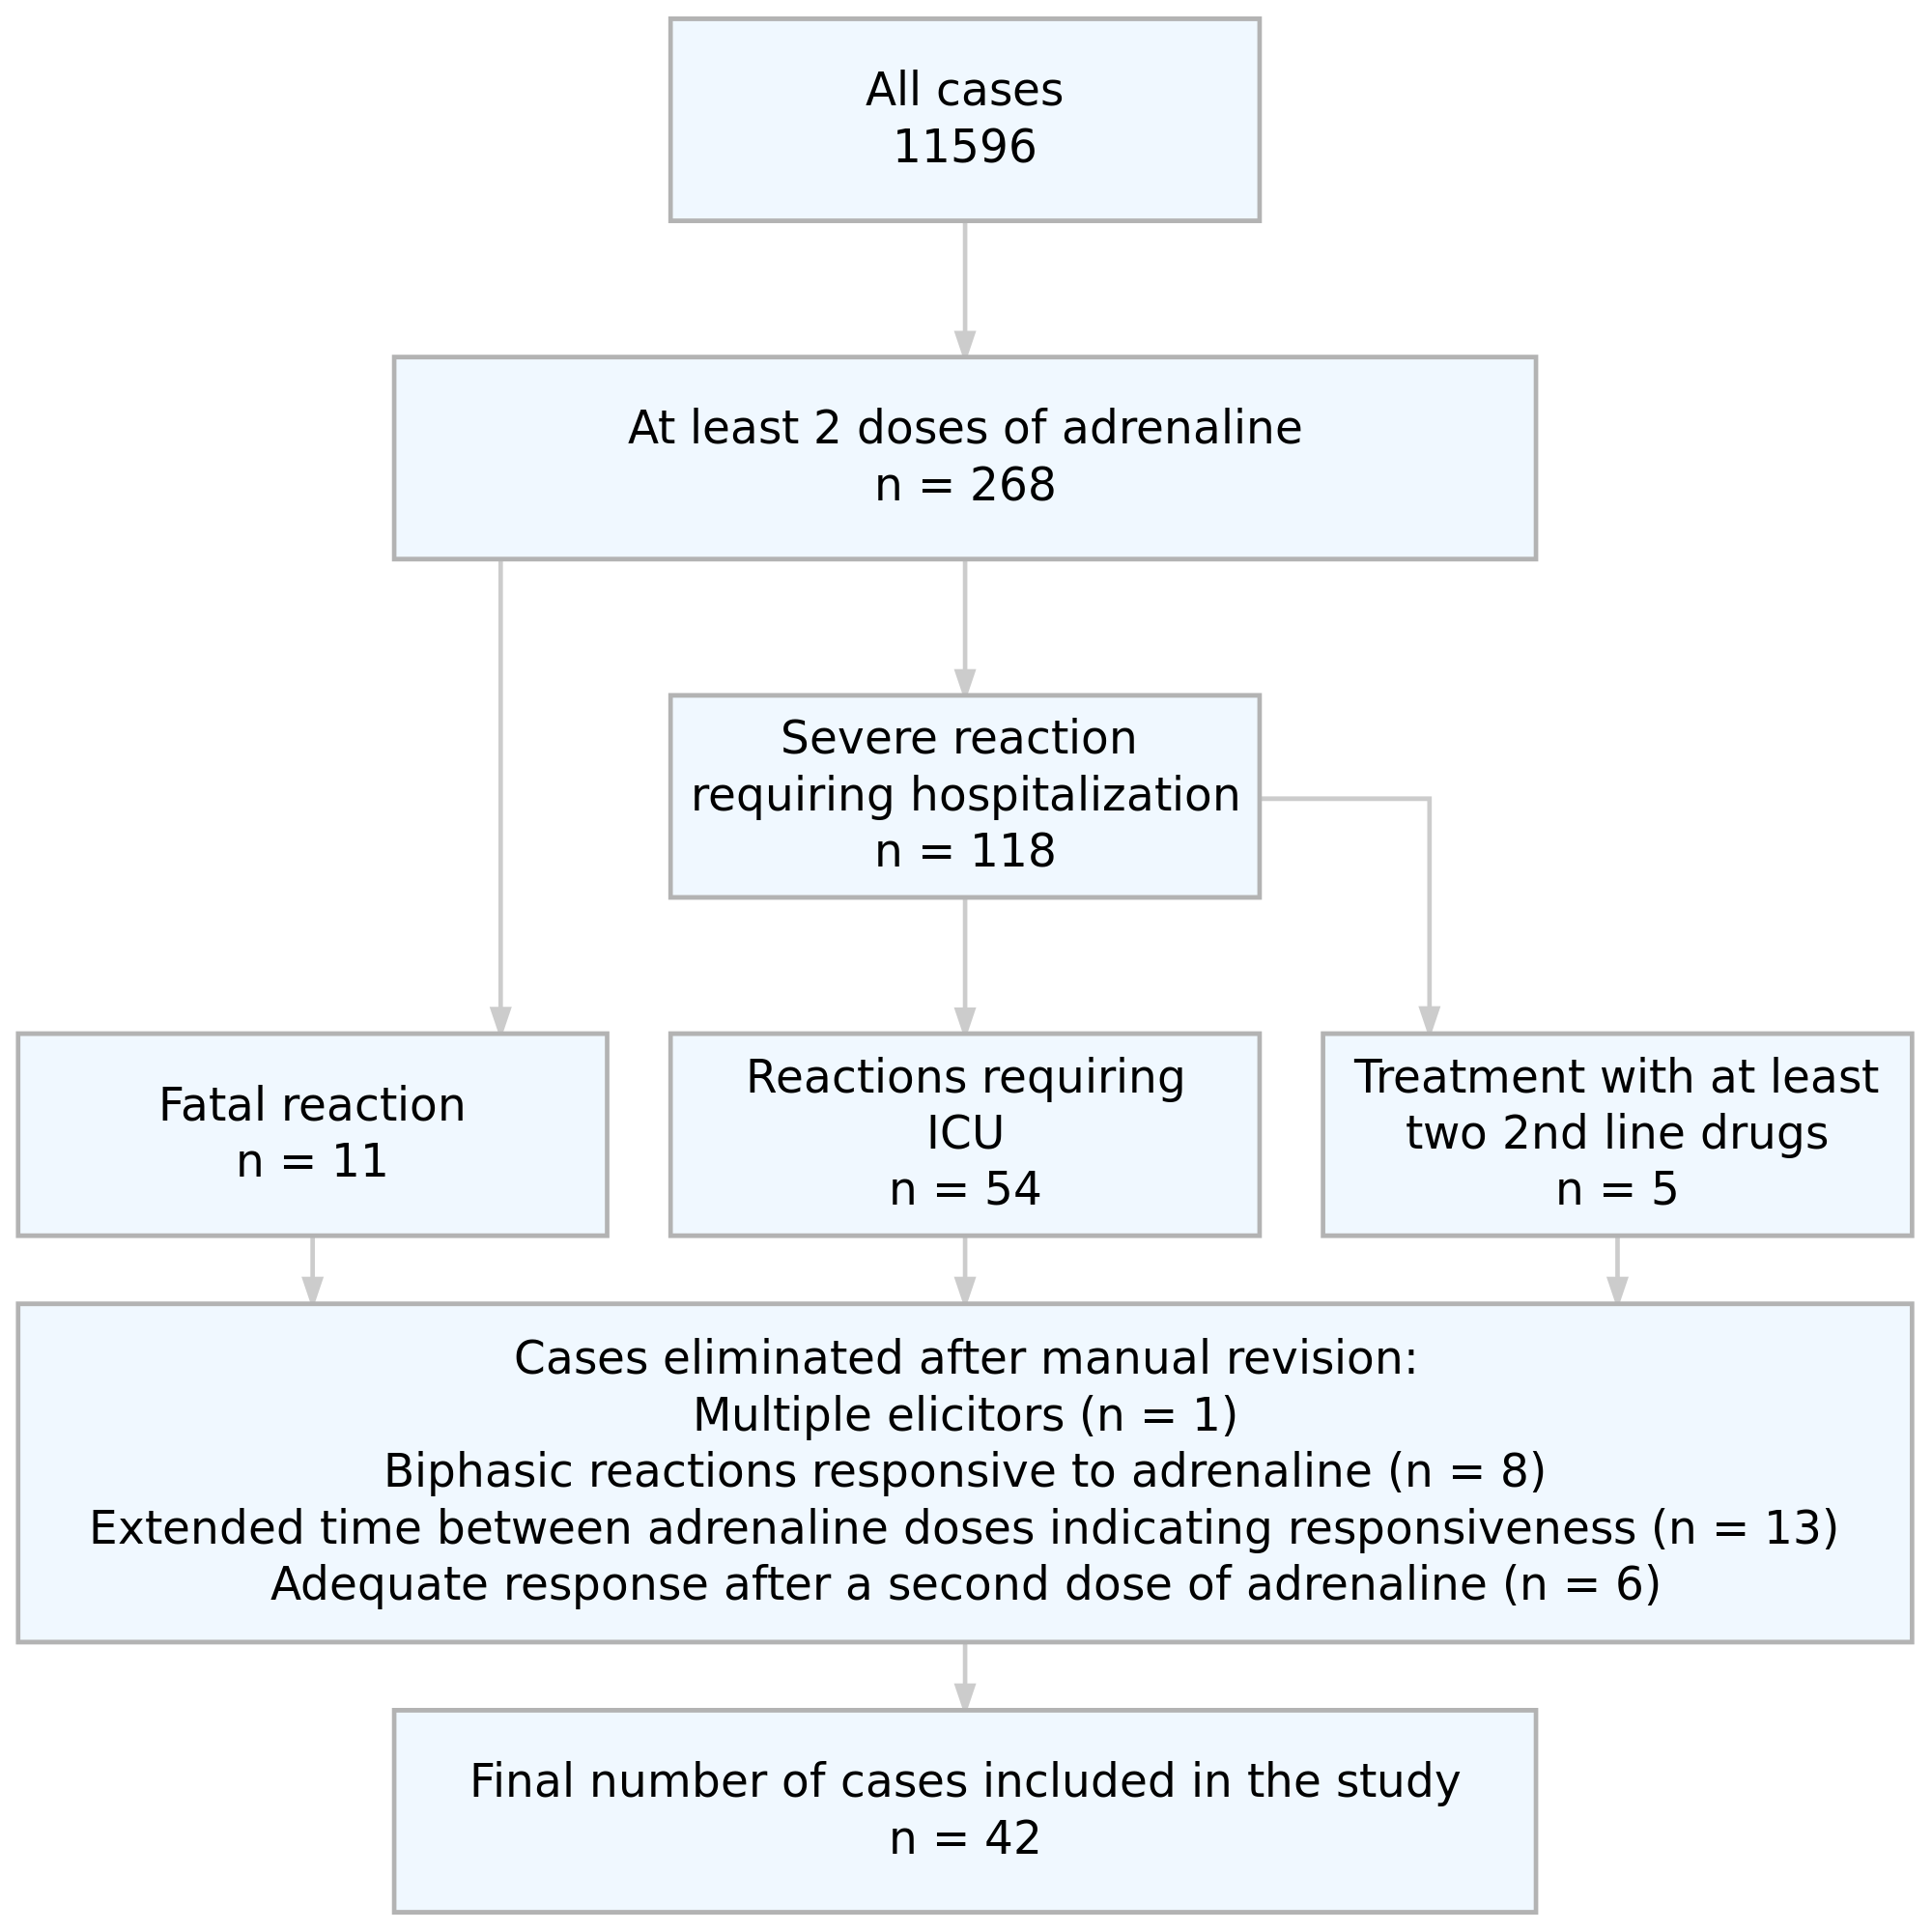 All cases
11596
At least 2 doses of adrenaline
n = 268
Severe reaction
requiring hospitalization
n = 118
Fatal reaction
n = 11
Reactions requiring
ICU
n = 54
Treatment with at least
two 2nd line drugs
n = 5
Cases eliminated after manual revision:
Multiple elicitors (n = 1)
Biphasic reactions responsive to adrenaline (n = 8)
Extended time between adrenaline doses indicating responsiveness (n = 13)
Adequate response after a second dose of adrenaline (n = 6)
Final number of cases included in the study
n = 42